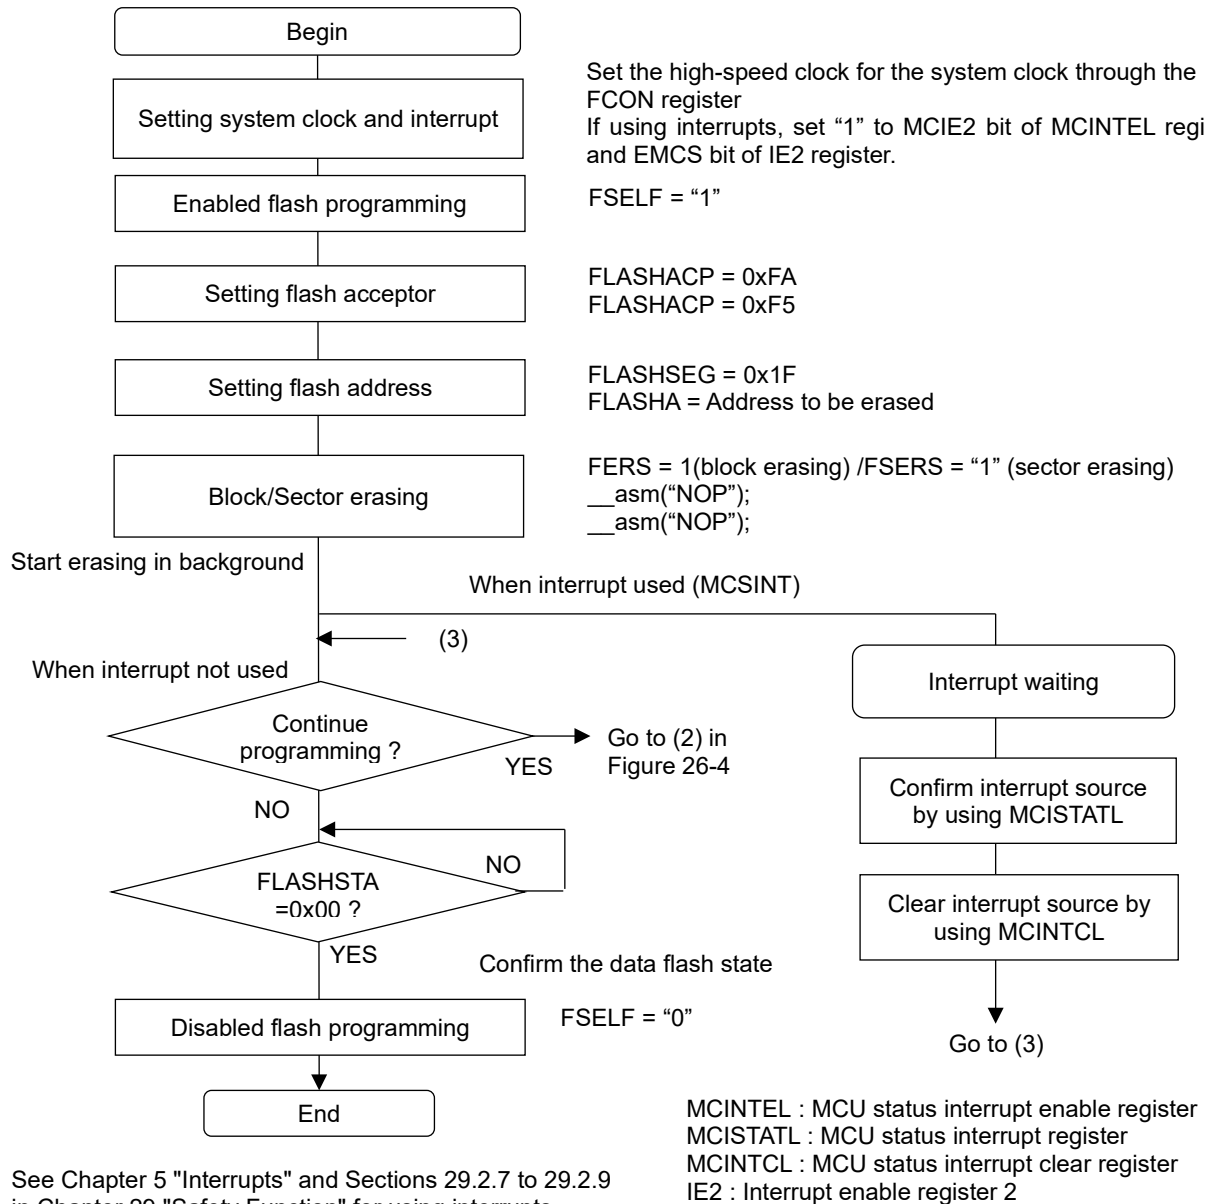 Begin
Setting system clock and interrupt
Set the high-speed clock for the system clock through the
FCON register
If using interrupts, set “1” to MCIE2 bit of MCINTEL regi
and EMCS bit of IE2 register.
Enabled flash programming
FSELF = “1”
Setting flash acceptor
FLASHACP = 0xFA
FLASHACP = 0xF5
Setting flash address
FLASHSEG = 0x1F
FLASHA = Address to be erased
Block/Sector erasing
FERS = 1(block erasing) /FSERS = “1” (sector erasing)
__asm(“NOP”);
__asm(“NOP”);
Start erasing in background
When interrupt used (MCSINT)
(3)
When interrupt not used
Continue
programming ?
YES
Go to (2) in
Figure 26-4
NO
FLASHSTA
=0x00 ?
NO
YES
Confirm the data flash state
Disabled flash programming
FSELF = “0”
End
Interrupt waiting
Confirm interrupt source
by using MCISTATL
Clear interrupt source by
using MCINTCL
Go to (3)
MCINTEL : MCU status interrupt enable register
MCISTATL : MCU status interrupt register
MCINTCL : MCU status interrupt clear register
IE2 : Interrupt enable register 2
See Chapter 5 "Interrupts" and Sections 29.2.7 to 29.2.9
in Chapter 29 "Safety Function" for using interrupts